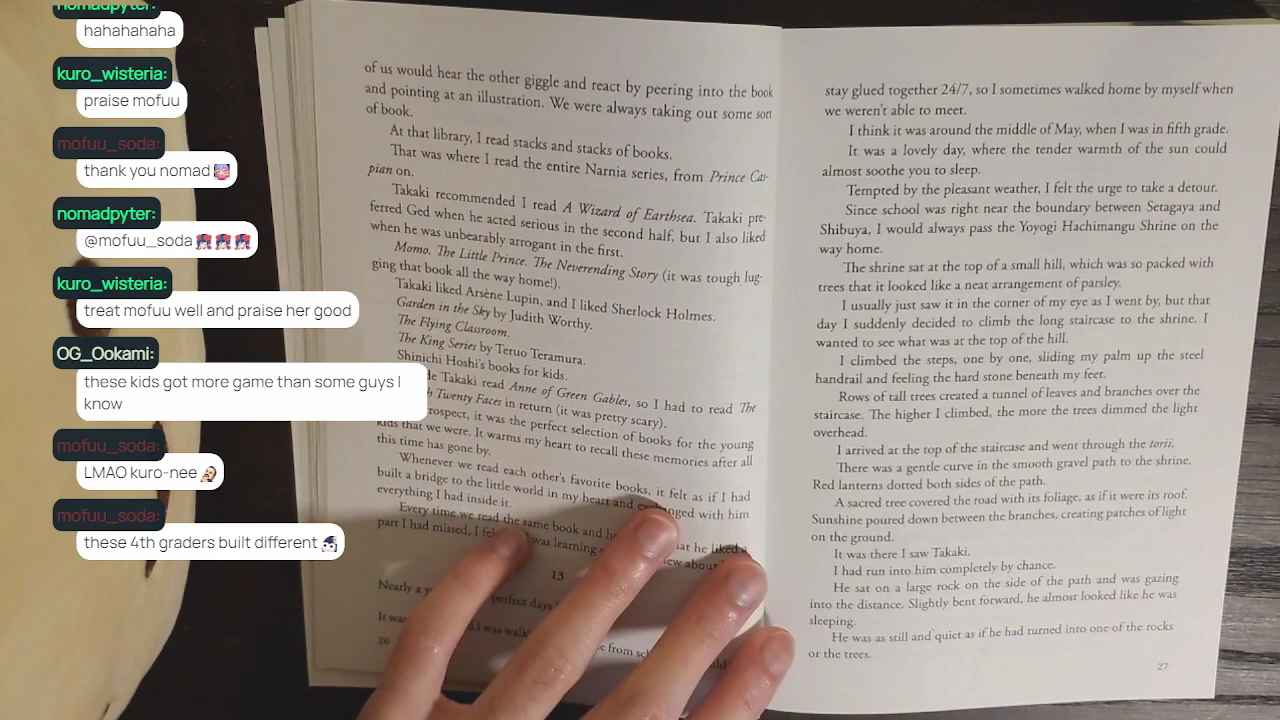 nomadpyter:
hahahahaha
kuro_wisteria:
praise mofuu
mofuu_soda:
thank you nomad
nomadpyter:
@mofuu_soda
kuro_wisteria:
treat mofuu well and praise her good
OG_Ookami:
these kids got more game than some guys I
know
mofuu_soda:
LMAO kuro-nee
mofuu_soda:
these 4th graders built different
of us would hear the other giggle and react by peering into the book
and pointing at an illustration. We were always taking out some sort
of book.
At that library, I read stacks and stacks of books.
That was where I read the entire Narnia series, from Prince Cas-
pian on.
Takaki recommended I read A Wizard of Earthsea. Takaki pre-
ferred Ged when he acted serious in the second half, but I also liked
when he was unbearably arrogant in the first.
Momo. The Little Prince. The Neverending Story (it was tough lug-
ging that book all the way home!).
Takaki liked Arsène Lupin, and I liked Sherlock Holmes.
Garden in the Sky by Judith Worthy.
The Flying Classroom.
The King Series by Teruo Teramura.
Shinichi Hoshi's books for kids.
Takaki read Anne of Green Gables, so I had to read The
Twenty Faces in return (it was pretty scary).
it was the perfect selection of books for the young
kids that we were. It warms my heart to recall these memories after all
this time has gone by.
Whenever we read each other's favorite books, it felt as if I had
built a bridge to the little world in my heart and exchanged with him
everything I had inside it.
Every time we read the same book and he liked a
part I had missed, I was learning
13
Nearly a perfect days
I was
26
stay glued together 24/7, so I sometimes walked home by myself when
we weren't able to meet.
I think it was around the middle of May, when I was in fifth grade.
It was a lovely day, where the tender warmth of the sun could
almost soothe you to sleep.
Tempted by the pleasant weather, I felt the urge to take a detour.
Since school was right near the boundary between Setagaya and
Shibuya, I would always pass the Yoyogi Hachimangu Shrine on the
way home.
The shrine sat at the top of a small hill, which was so packed with
trees that it looked like a neat arrangement of parsley.
I usually just saw it in the corner of my eye as I went by, but that
day I suddenly decided to climb the long staircase to the shrine. I
wanted to see what was at the top of the hill.
I climbed the steps, one by one, sliding my palm up the steel
handrail and feeling the hard stone beneath my feet.
Rows of tall trees created a tunnel of leaves and branches over the
staircase. The higher I climbed, the more the trees dimmed the light
overhead.
I arrived at the top of the staircase and went through the torii.
There was a gentle curve in the smooth gravel path to the shrine.
Red lanterns dotted both sides of the path.
A sacred tree covered the road with its foliage, as if it were its roof.
Sunshine poured down between the branches, creating patches of light
on the ground.
It was there I saw Takaki.
I had run into him completely by chance.
He sat on a large rock on the side of the path and was gazing
into the distance. Slightly bent forward, he almost looked like he was
sleeping.
He was as still and quiet as if he had turned into one of the rocks
or the trees.
27